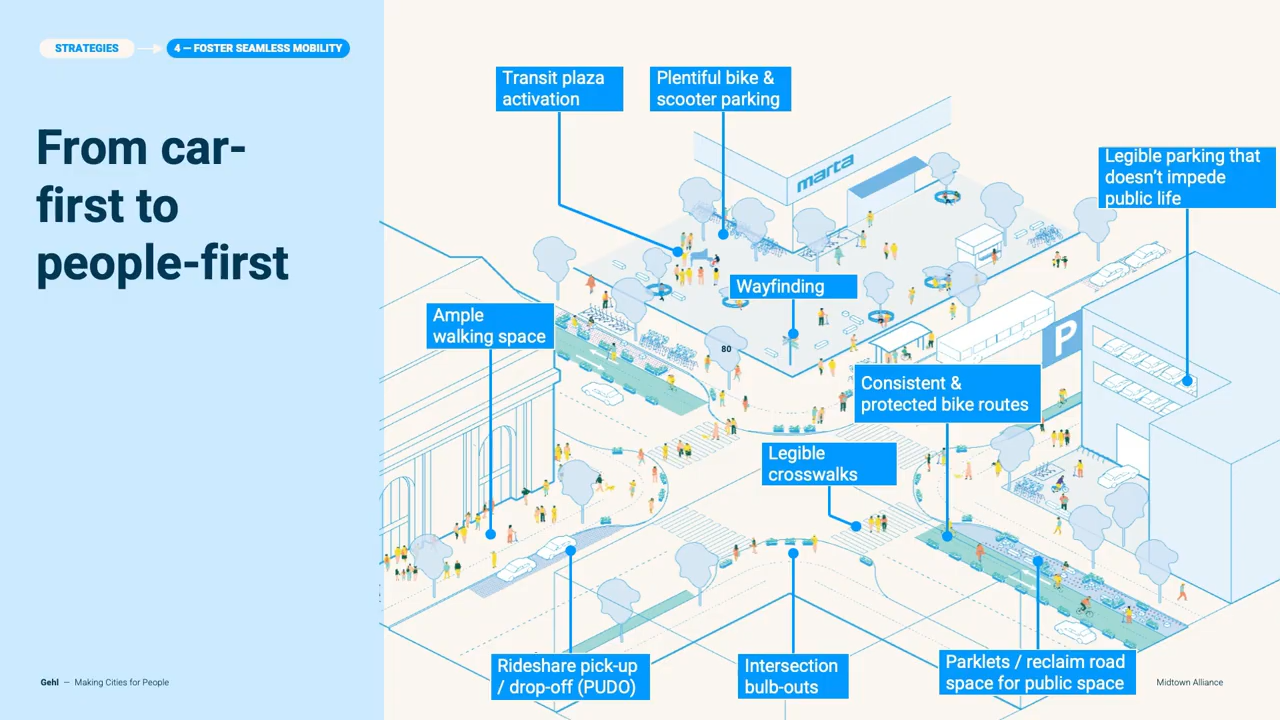 STRATEGIES
4 — FOSTER SEAMLESS MOBILITY
From car-
first to
people-first
Transit plaza
activation
Plentiful bike &
scooter parking
marta
Legible parking that
doesn't impede
public life
Wayfinding
Ample
walking space
80
P
Consistent &
protected bike routes
Legible
crosswalks
Rideshare pick-up
/ drop-off (PUDO)
Intersection
bulb-outs
Parklets / reclaim road
space for public space
Gehl — Making Cities for People
Midtown Alliance